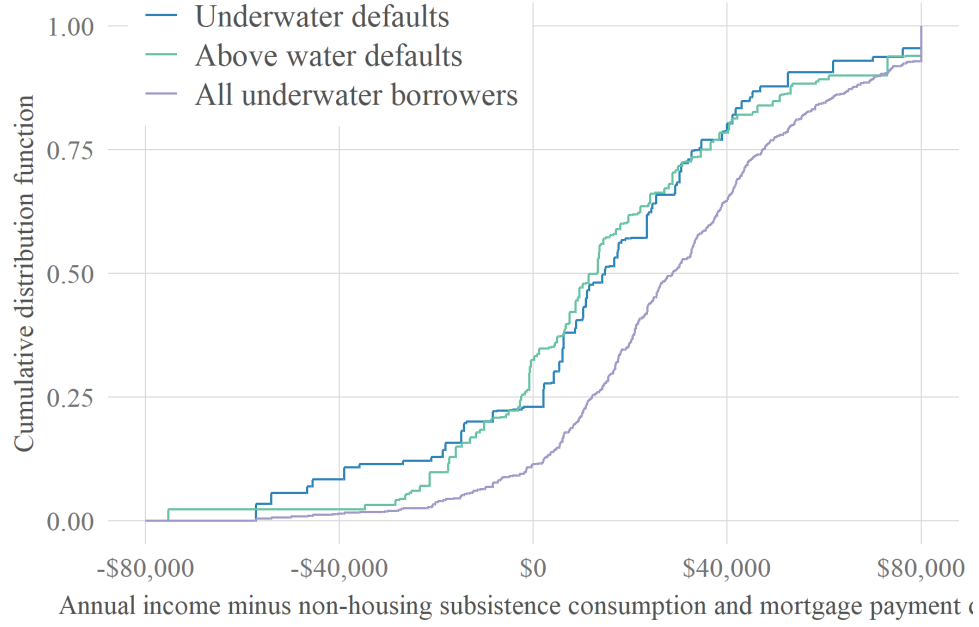 Underwater defaults
Above water defaults
All underwater borrowers
1.00
0.75
0.50
0.25
0.00
Cumulative distribution function
-$80,000
-$40,000
$0
$40,000
$80,000
Annual income minus non-housing subsistence consumption and mortgage payment